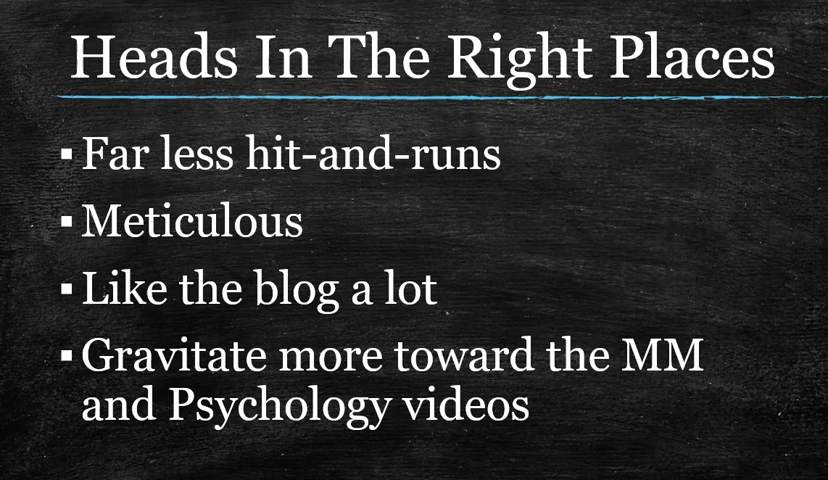 Heads In The Right Places
▪ Far less hit-and-runs
▪ Meticulous
▪ Like the blog a lot
▪ Gravitate more toward the MM
and Psychology videos